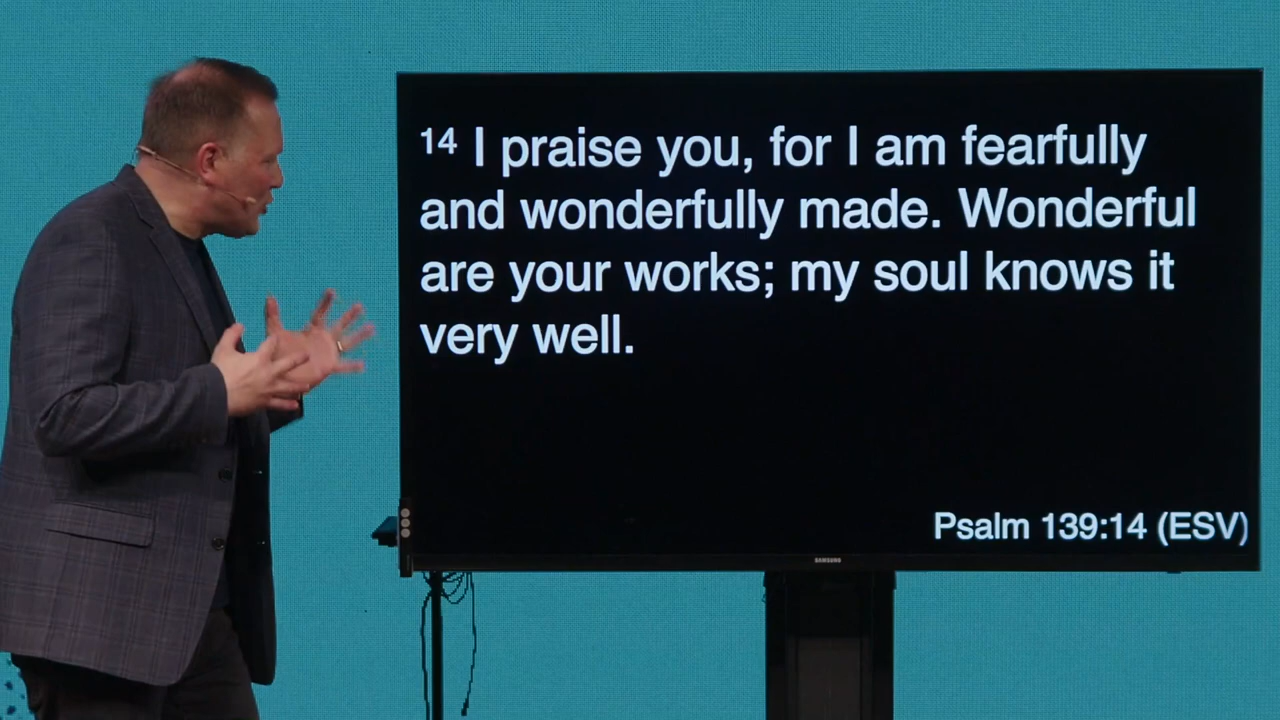 14 I praise you, for I am fearfully
and wonderfully made. Wonderful
are your works; my soul knows it
very well.
Psalm 139:14 (ESV)
SAMSUNG